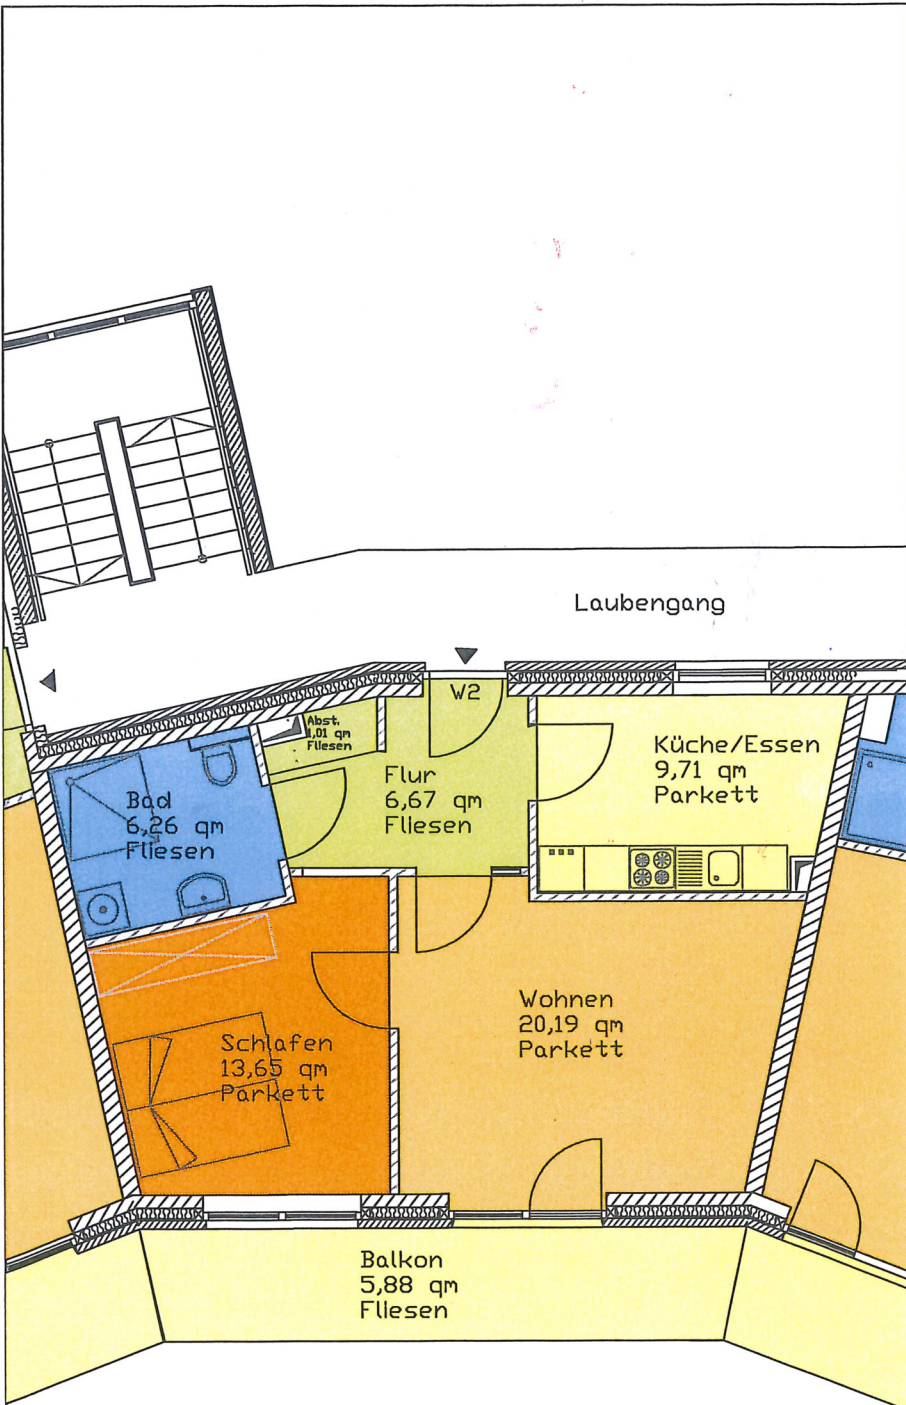 Laubengang
W2
Abst.
1,01 qm
Fliesen
Küche/Essen
9,71 qm
Parkett
Flur
6,67 qm
Fliesen
Bad
6,26 qm
Fliesen
Wohnen
20,19 qm
Parkett
Schlafen
13,65 qm
Parkett
Balkon
5,88 qm
Fliesen